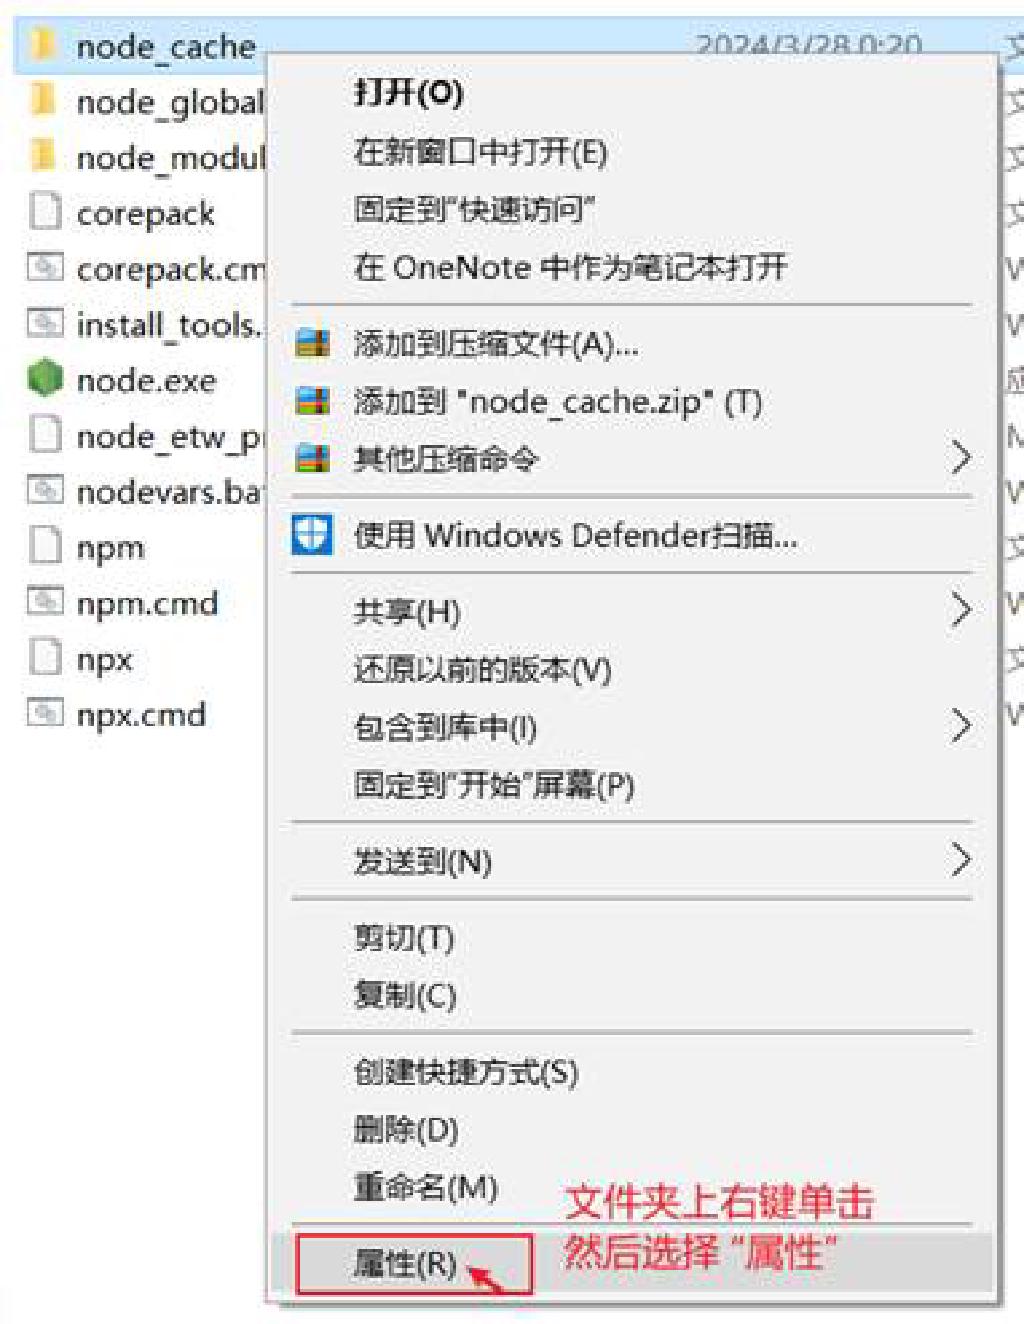 node_cache
2024/3/28 0:20
node_global
node_modul
corepack
corepack.cm
install_tools.
node.exe
node_etw_p
nodevars.ba
npm
npm.cmd
npx
npx.cmd
打开(O)
在新窗口中打开(E)
固定到"快速访问"
在 OneNote 中作为笔记本打开
添加到压缩文件(A)...
添加到 "node_cache.zip" (T)
其他压缩命令
使用 Windows Defender扫描...
共享(H)
还原以前的版本(V)
包含到库中(I)
固定到"开始"屏幕(P)
发送到(N)
剪切(T)
复制(C)
创建快捷方式(S)
删除(D)
重命名(M)
属性(R)
文件夹上右键单击
然后选择 “属性”